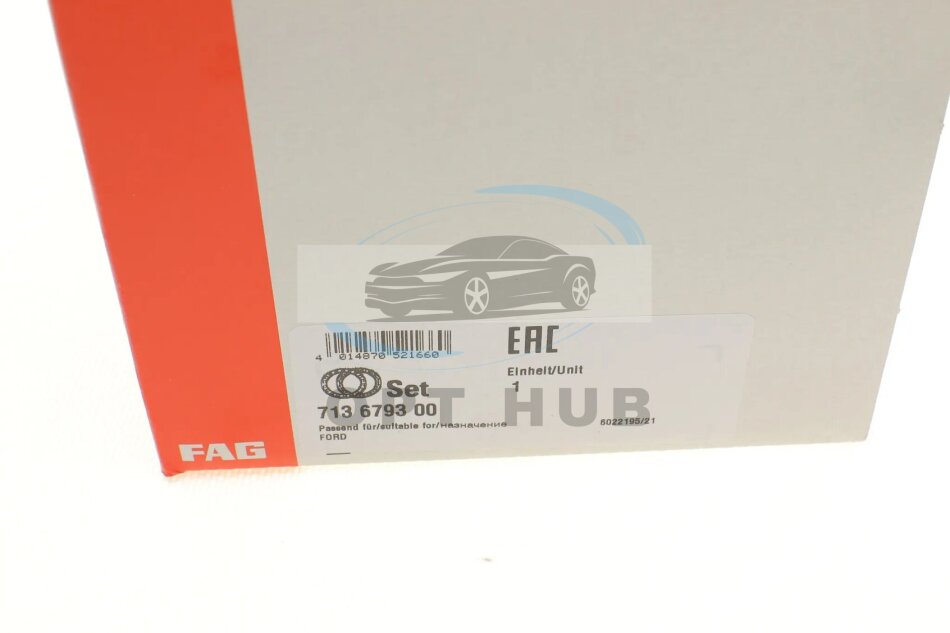 4 014870 521660
EAC
Einheit/Unit
1
Set
713 6793 00
OPT HUB
Passend für/suitable for/назначение
6022195/21
FORD
FAG